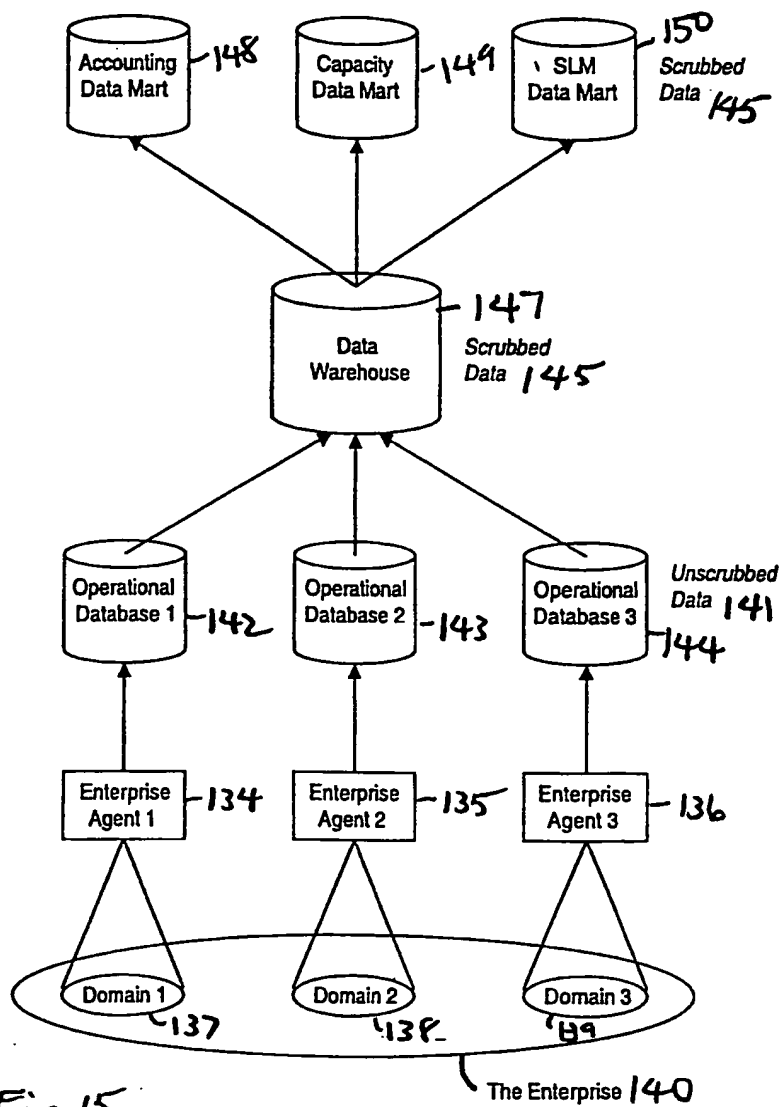 Accounting
Data Mart
148
Capacity
Data Mart
149
SLM
Data Mart
150
Scrubbed
Data 145
Data
Warehouse
147
Scrubbed
Data 145
Operational
Database 1
142
Operational
Database 2
143
Operational
Database 3
144
Unscrubbed
Data 141
Enterprise
Agent 1
134
Enterprise
Agent 2
135
Enterprise
Agent 3
136
Domain 1
137
Domain 2
138
Domain 3
The Enterprise 140
Fig. 15